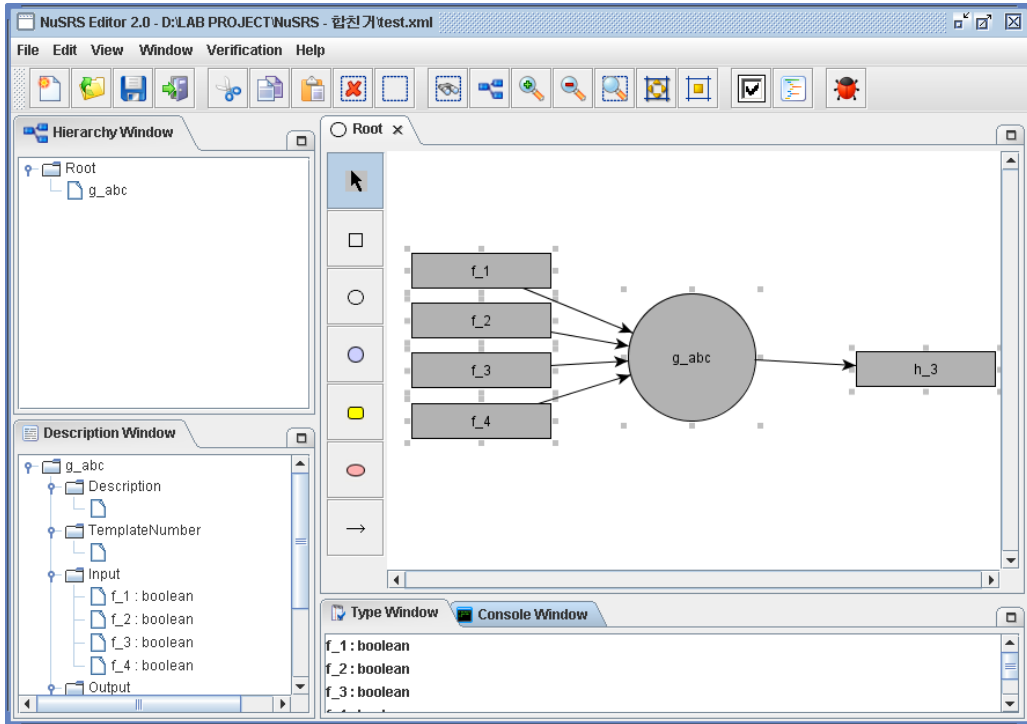 NuSRS Editor 2.0 - D:\LAB PROJECT\NuSRS - 합친거\test.xml
File Edit View Window Verification Help
Hierarchy Window
Root
g_abc
Description Window
g_abc
Description
TemplateNumber
Input
f_1 : boolean
f_2 : boolean
f_3 : boolean
f_4 : boolean
Output
Root x
f_1
f_2
f_3
f_4
g_abc
h_3
Type Window
Console Window
f_1 : boolean
f_2 : boolean
f_3 : boolean